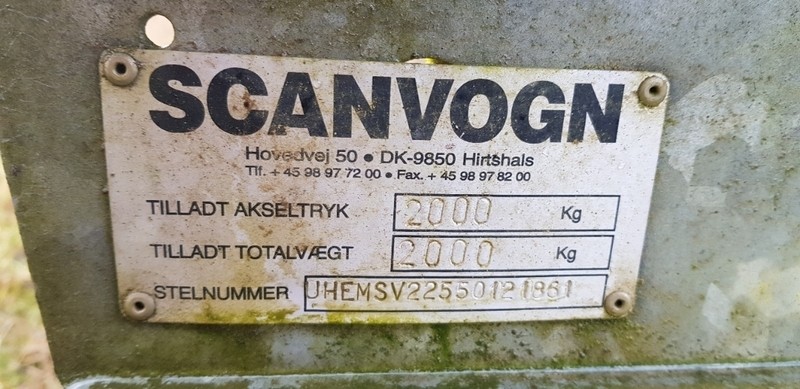 SCANVOGN
Hovedvej 50 • DK-9850 Hirtshals
Tlf. + 45 98 97 72 00 • Fax. + 45 98 97 82 00
TILLADT AKSELTRYK 2000 Kg
TILLADT TOTALVÆGT 2000 Kg
STELNUMMER UHEMSV22550121861